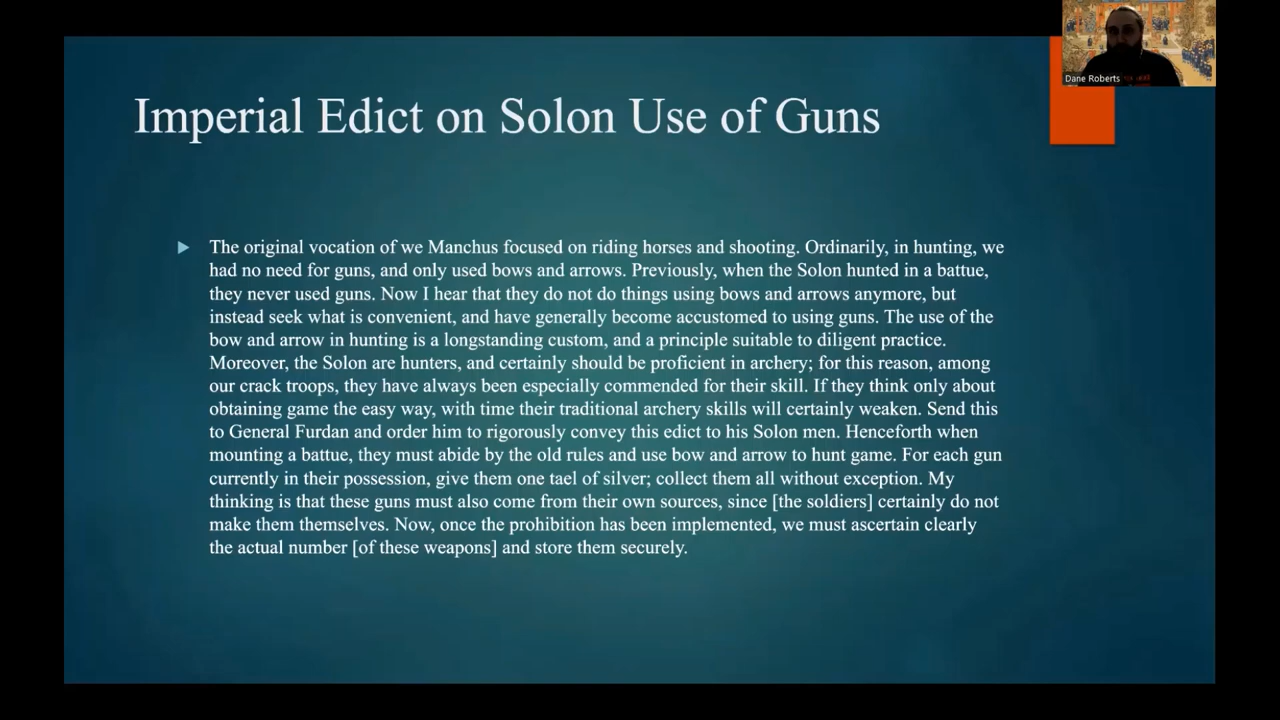 Dane Roberts
Imperial Edict on Solon Use of Guns
The original vocation of we Manchus focused on riding horses and shooting. Ordinarily, in hunting, we
had no need for guns, and only used bows and arrows. Previously, when the Solon hunted in a battue,
they never used guns. Now I hear that they do not do things using bows and arrows anymore, but
instead seek what is convenient, and have generally become accustomed to using guns. The use of the
bow and arrow in hunting is a longstanding custom, and a principle suitable to diligent practice.
Moreover, the Solon are hunters, and certainly should be proficient in archery; for this reason, among
our crack troops, they have always been especially commended for their skill. If they think only about
obtaining game the easy way, with time their traditional archery skills will certainly weaken. Send this
to General Furdan and order him to rigorously convey this edict to his Solon men. Henceforth when
mounting a battue, they must abide by the old rules and use bow and arrow to hunt game. For each gun
currently in their possession, give them one tael of silver; collect them all without exception. My
thinking is that these guns must also come from their own sources, since [the soldiers] certainly do not
make them themselves. Now, once the prohibition has been implemented, we must ascertain clearly
the actual number [of these weapons] and store them securely.